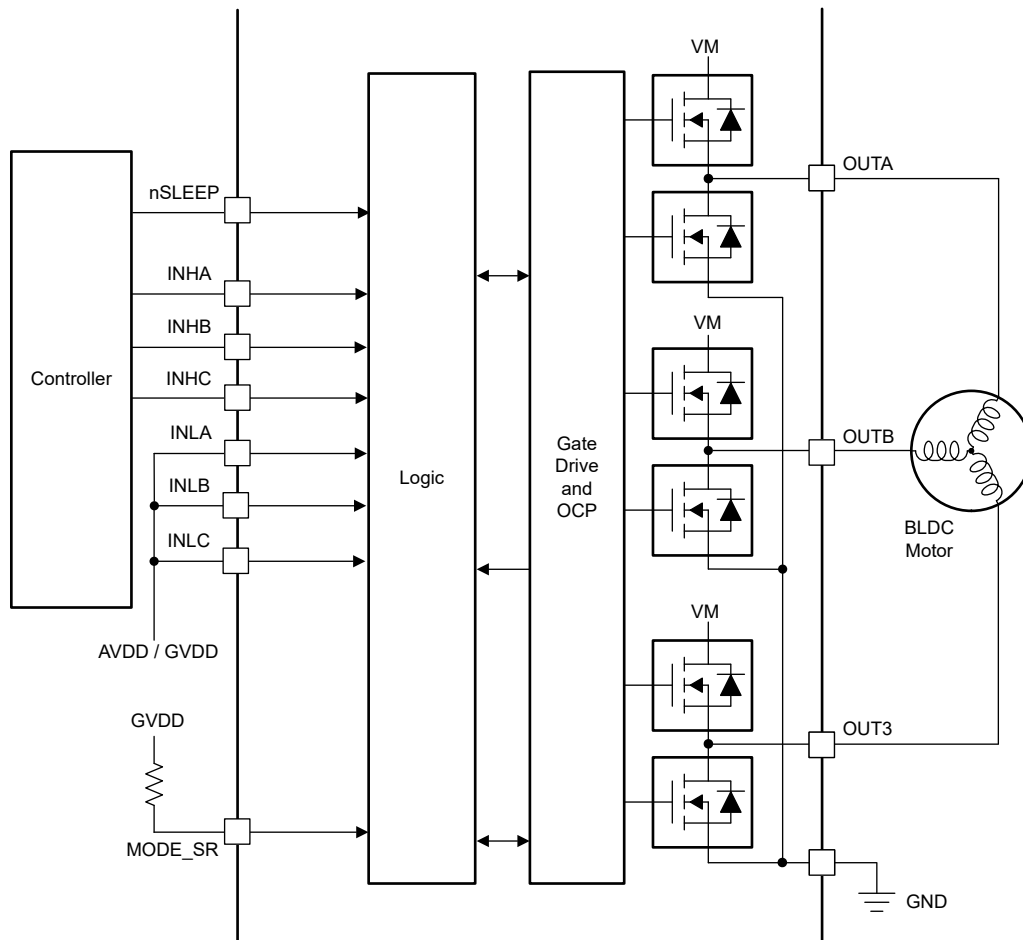 VM
OUTA
nSLEEP
INHA
INHB
VM
Controller
INHC
INLA
OUTB
Logic
Gate
Drive
and
OCP
INLB
INLC
BLDC
Motor
VM
AVDD / GVDD
GVDD
OUT3
MODE_SR
GND